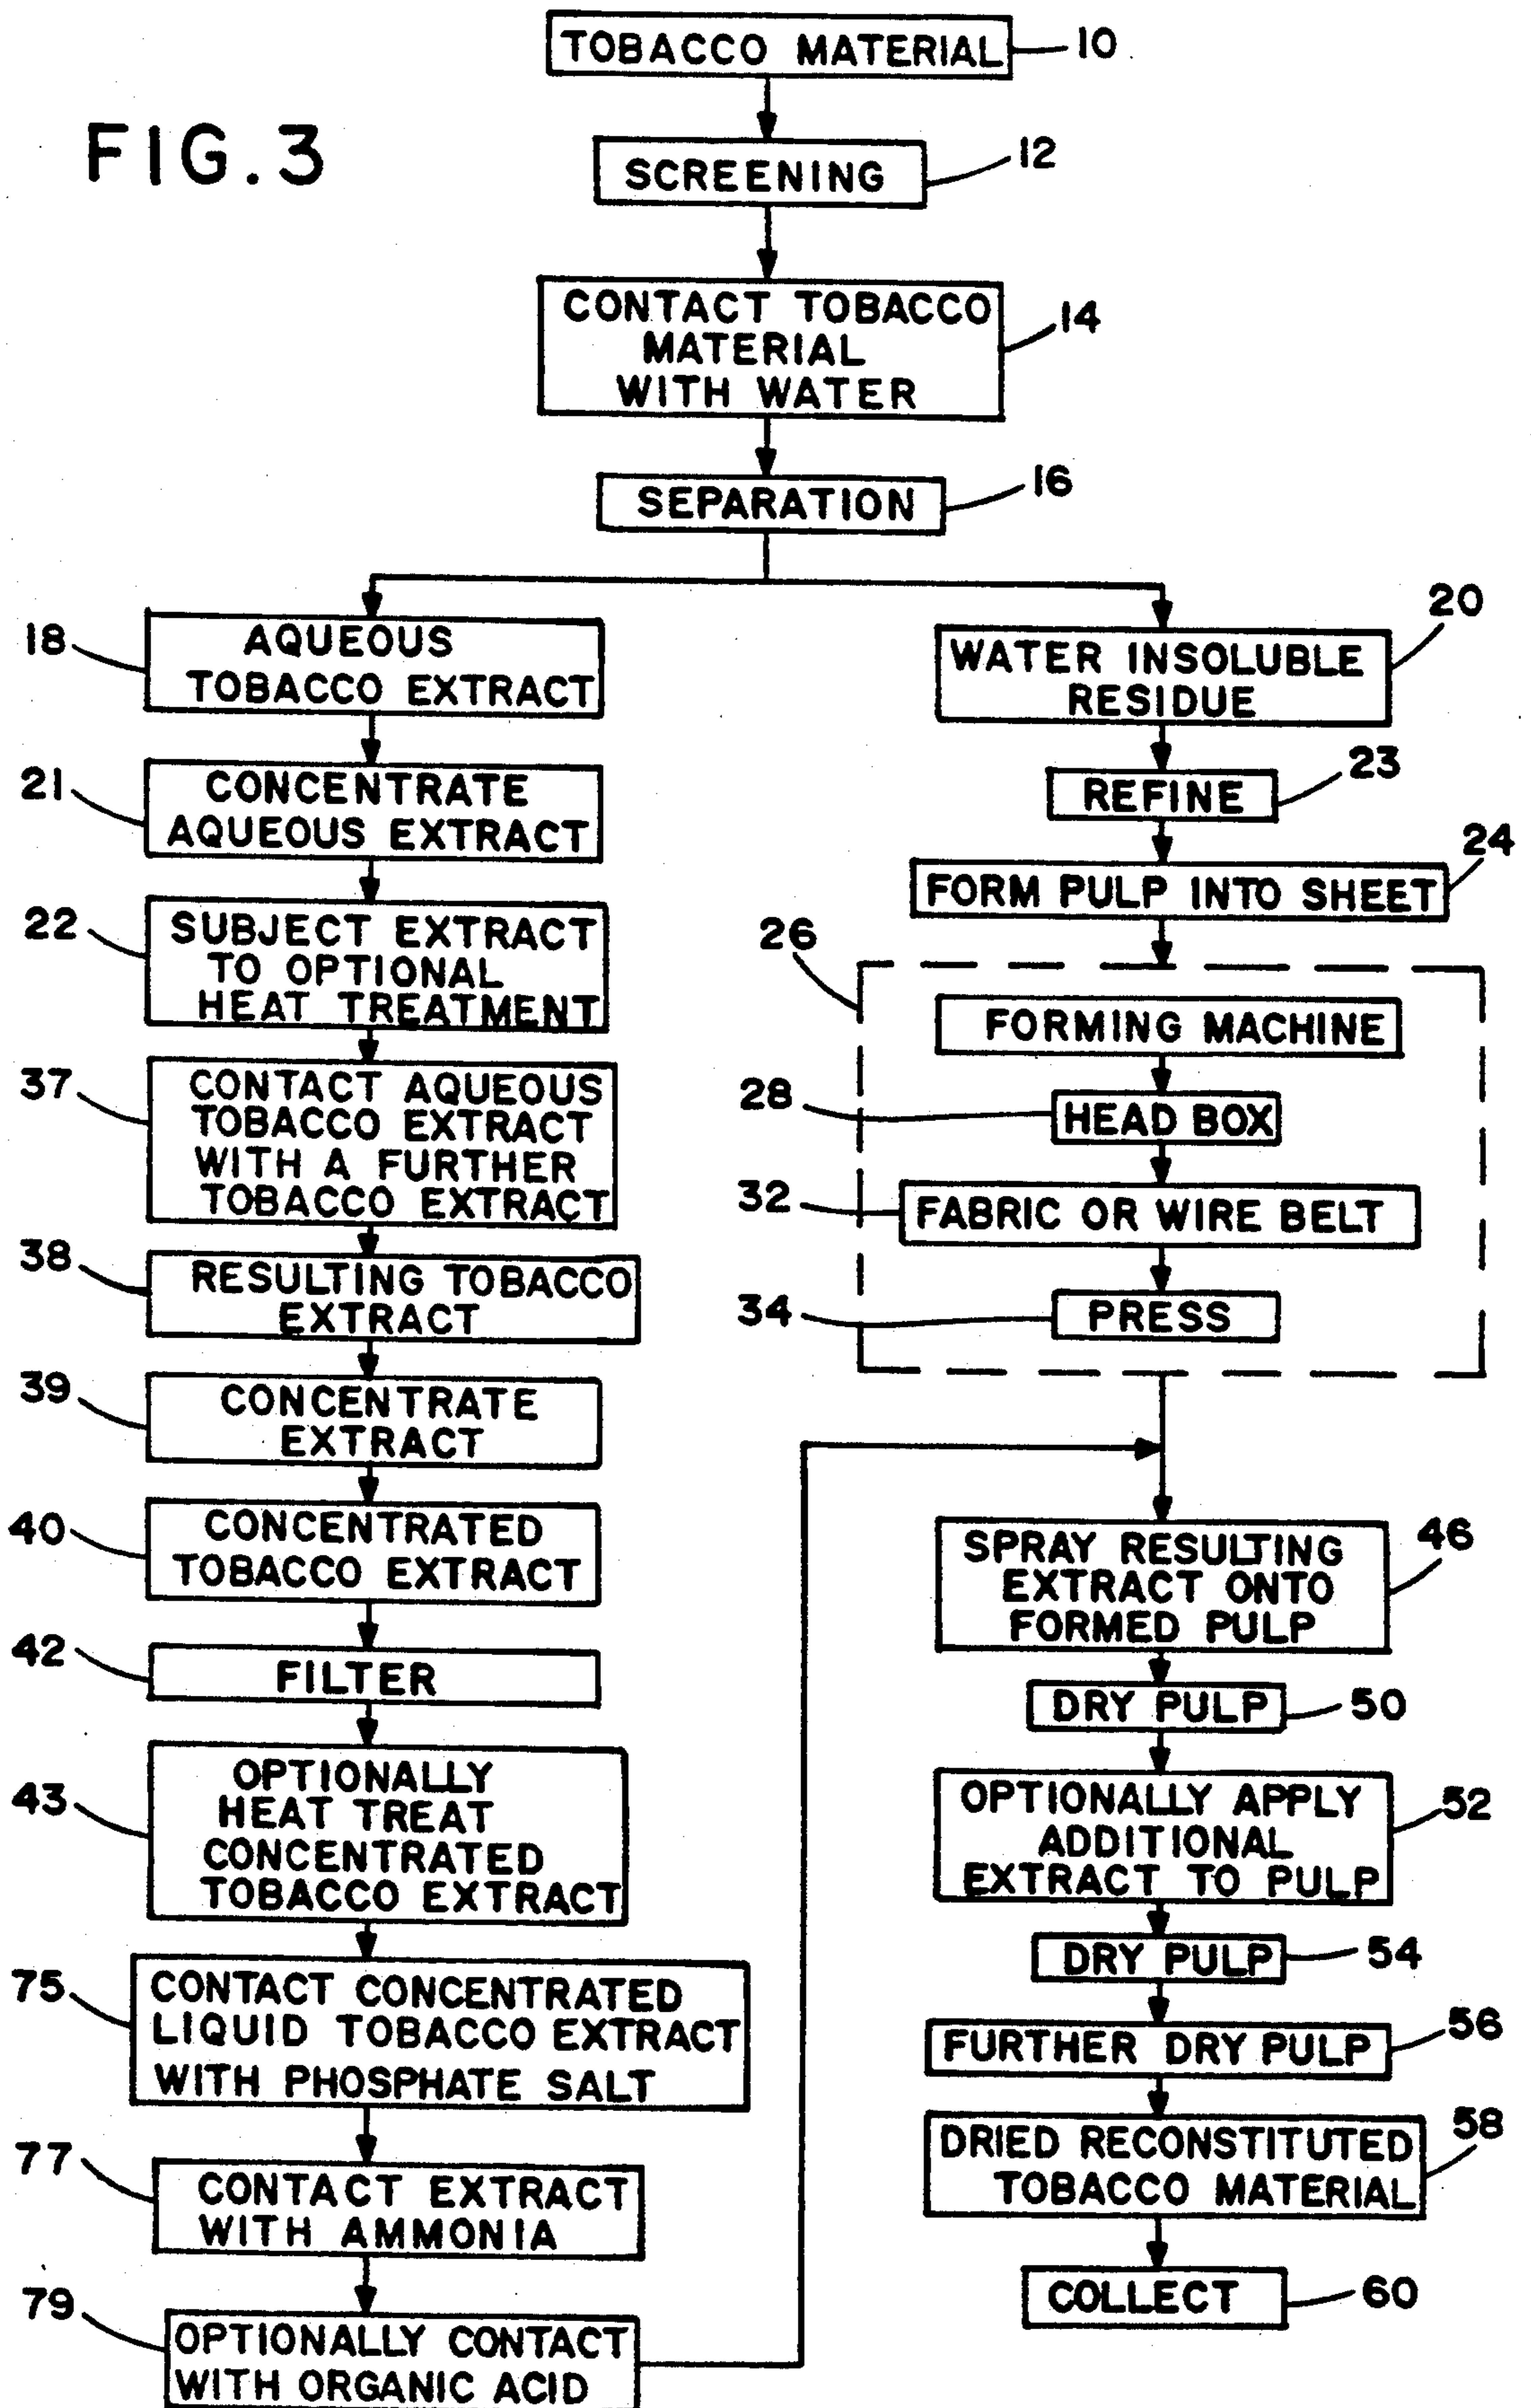 FIG. 3
TOBACCO MATERIAL
10
SCREENING
12
CONTACT TOBACCO
MATERIAL
WITH WATER
14
SEPARATION
16
18
AQUEOUS
TOBACCO EXTRACT
21
CONCENTRATE
AQUEOUS EXTRACT
22
SUBJECT EXTRACT
TO OPTIONAL
HEAT TREATMENT
37
CONTACT AQUEOUS
TOBACCO EXTRACT
WITH A FURTHER
TOBACCO EXTRACT
38
RESULTING TOBACCO
EXTRACT
39
CONCENTRATE
EXTRACT
40
CONCENTRATED
TOBACCO EXTRACT
42
FILTER
43
OPTIONALLY
HEAT TREAT
CONCENTRATED
TOBACCO EXTRACT
75
CONTACT CONCENTRATED
LIQUID TOBACCO EXTRACT
WITH PHOSPHATE SALT
77
CONTACT EXTRACT
WITH AMMONIA
79
OPTIONALLY CONTACT
WITH ORGANIC ACID
20
WATER INSOLUBLE
RESIDUE
REFINE
23
24
FORM PULP INTO SHEET
26
FORMING MACHINE
28
HEAD BOX
32
FABRIC OR WIRE BELT
34
PRESS
SPRAY RESULTING
EXTRACT ONTO
FORMED PULP
46
DRY PULP
50
OPTIONALLY APPLY
ADDITIONAL
EXTRACT TO PULP
52
DRY PULP
54
FURTHER DRY PULP
56
DRIED RECONSTITUTED
TOBACCO MATERIAL
58
COLLECT
60